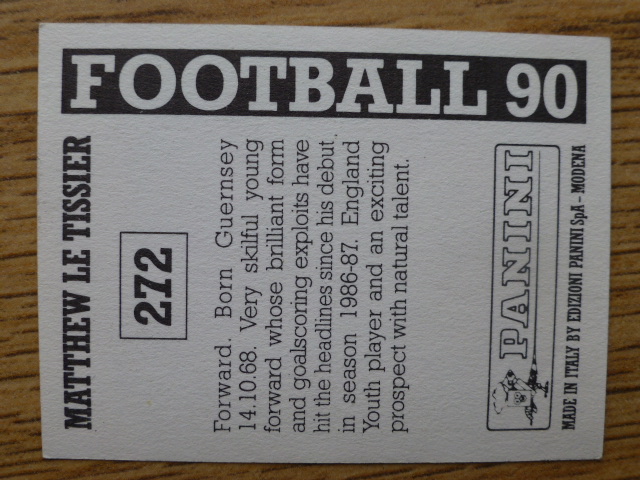 FOOTBALL 90
MATTHEW LE TISSIER
272
Forward. Born Guernsey
14.10.68. Very skilful young
forward whose brilliant form
and goalscoring exploits have
hit the headlines since his debut
in season 1986-87. England
Youth player and an exciting
prospect with natural talent.
PANINI
MADE IN ITALY BY EDIZIONI PANINI SpA - MODENA